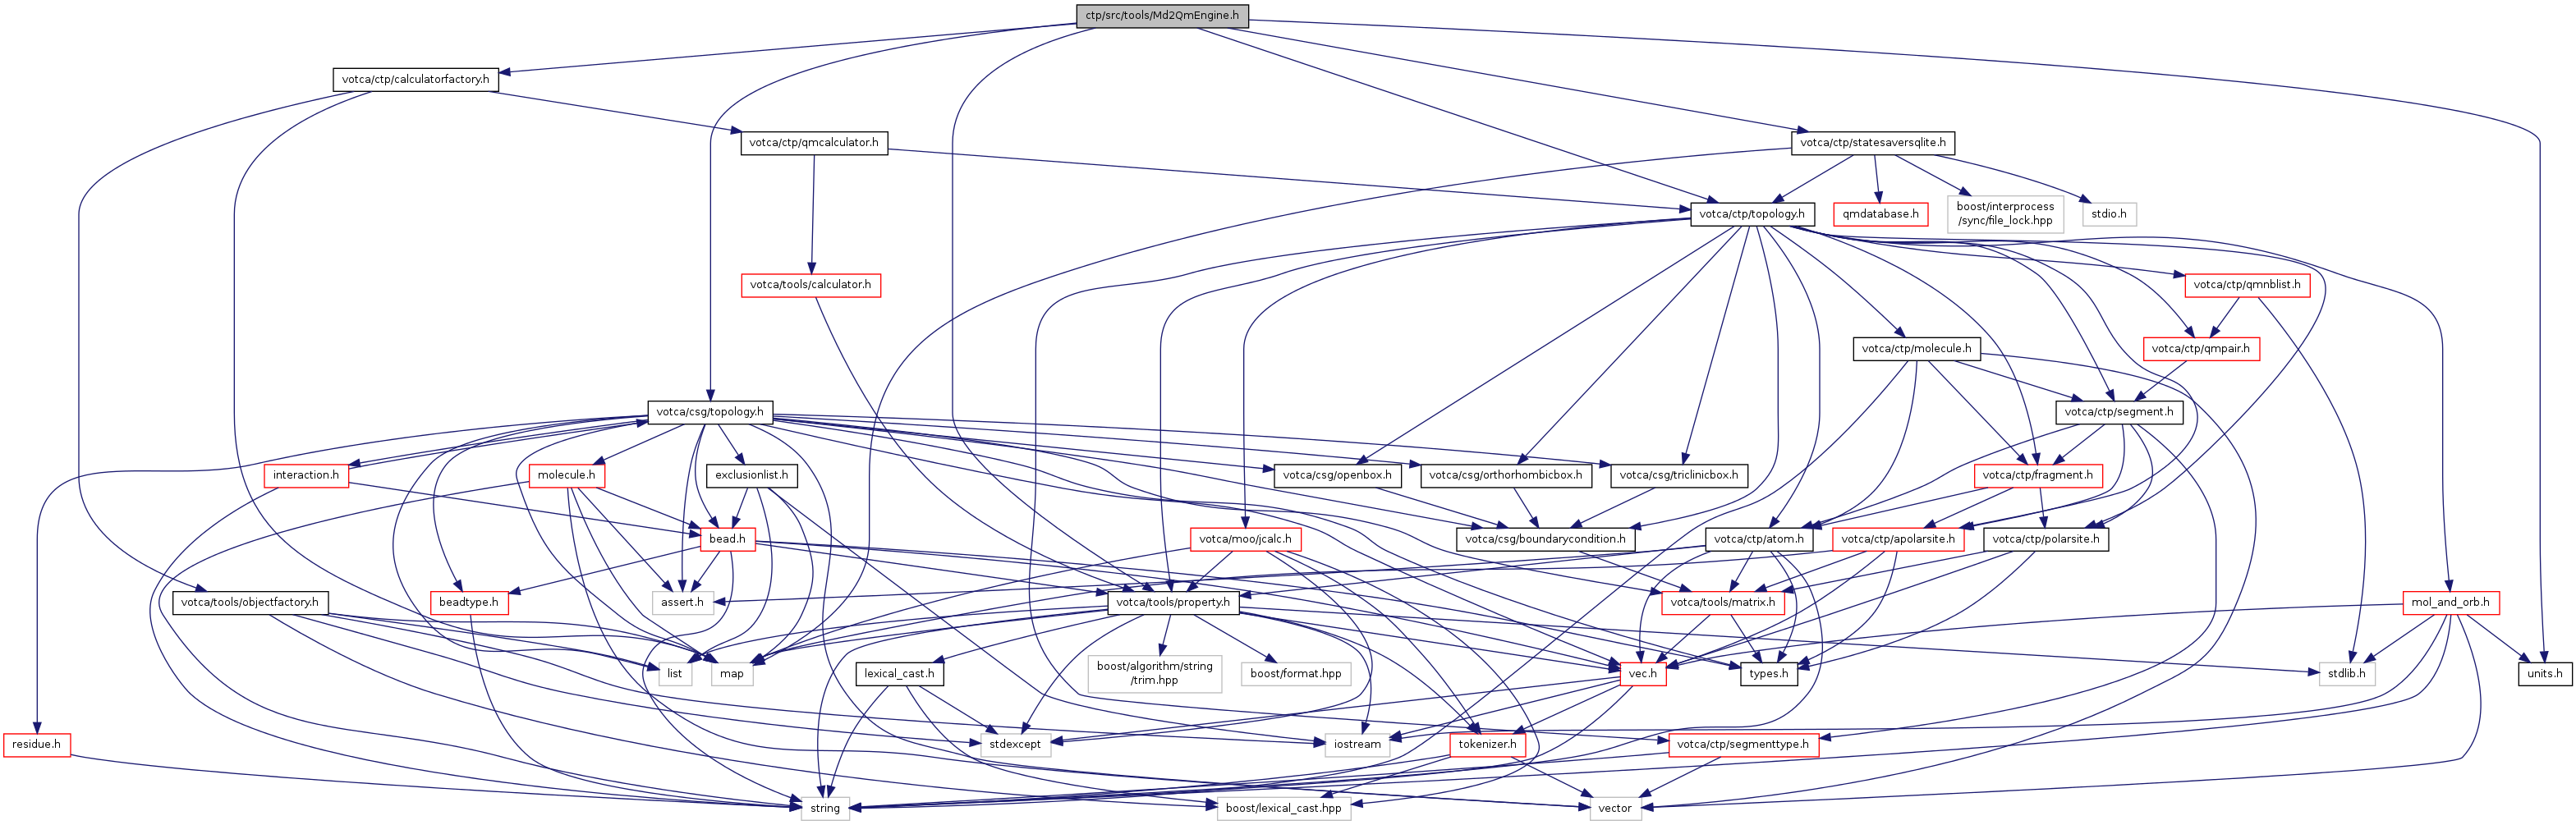 ctp/src/tools/Md2QmEngine.h
votca/ctp/calculatorfactory.h
votca/ctp/qmcalculator.h
votca/ctp/statesaversqlite.h
votca/ctp/topology.h
qmdatabase.h
boost/interprocess
/sync/file_lock.hpp
stdio.h
votca/tools/calculator.h
votca/ctp/qmnblist.h
votca/ctp/molecule.h
votca/ctp/qmpair.h
votca/csg/topology.h
votca/ctp/segment.h
interaction.h
molecule.h
exclusionlist.h
votca/csg/openbox.h
votca/csg/orthorhombicbox.h
votca/csg/triclinicbox.h
votca/ctp/fragment.h
bead.h
votca/moo/jcalc.h
votca/csg/boundarycondition.h
votca/ctp/atom.h
votca/ctp/apolarsite.h
votca/ctp/polarsite.h
votca/tools/objectfactory.h
beadtype.h
assert.h
votca/tools/property.h
votca/tools/matrix.h
mol_and_orb.h
list
map
lexical_cast.h
boost/algorithm/string
/trim.hpp
boost/format.hpp
vec.h
types.h
stdlib.h
units.h
residue.h
stdexcept
iostream
tokenizer.h
votca/ctp/segmenttype.h
string
boost/lexical_cast.hpp
vector